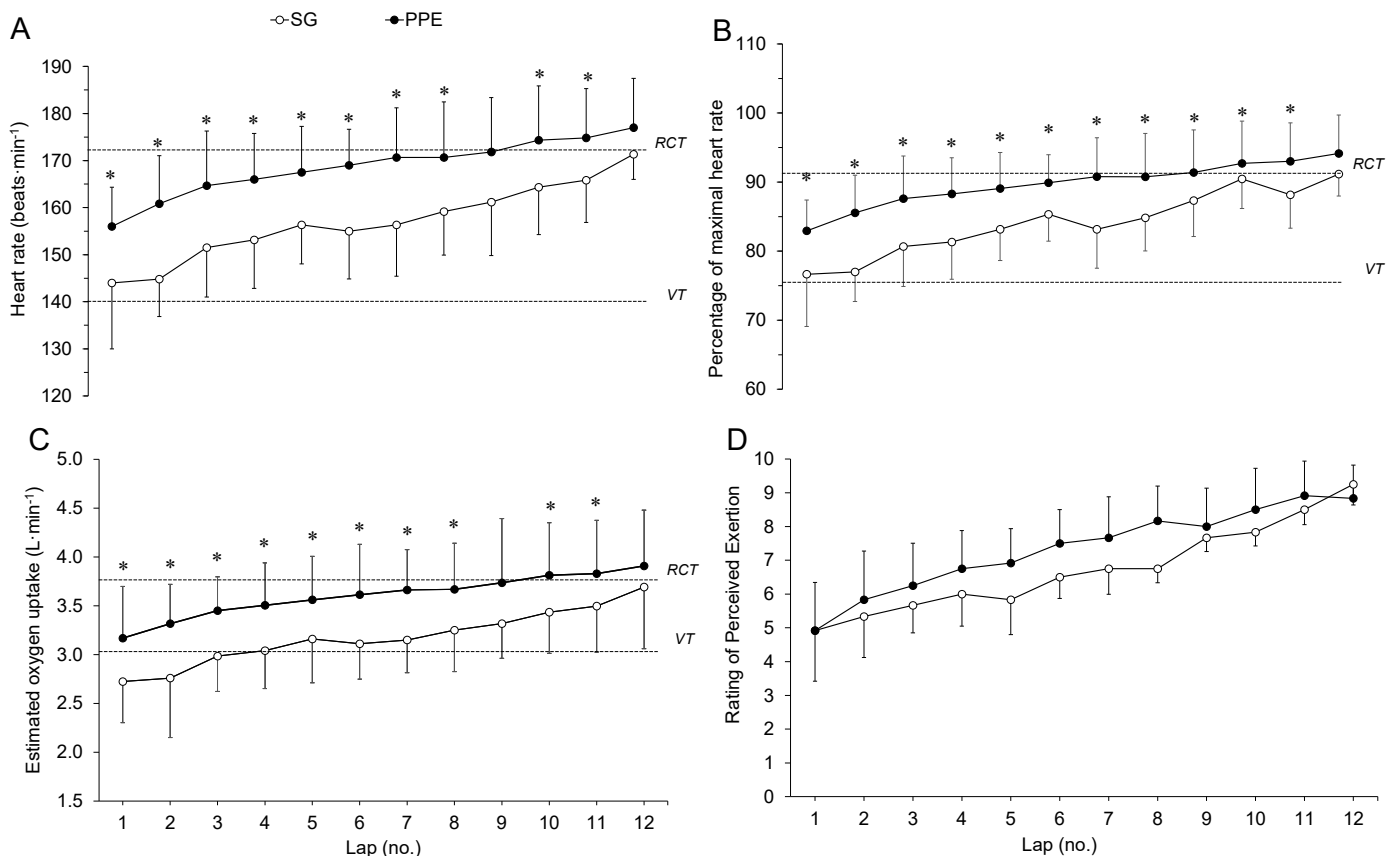 SG PPE
A
Heart rate (beats·min⁻¹)
190
180
170
160
150
140
130
120
* * * * * * * * * *
RCT
VT
B
Percentage of maximal heart rate
110
100
90
80
70
60
* * * * * * * * * * *
RCT
VT
C
Estimated oxygen uptake (L·min⁻¹)
5.0
4.5
4.0
3.5
3.0
2.5
2.0
1.5
* * * * * * * * * *
RCT
VT
1 2 3 4 5 6 7 8 9 10 11 12
Lap (no.)
D
Rating of Perceived Exertion
10
9
8
7
6
5
4
3
2
1
0
1 2 3 4 5 6 7 8 9 10 11 12
Lap (no.)